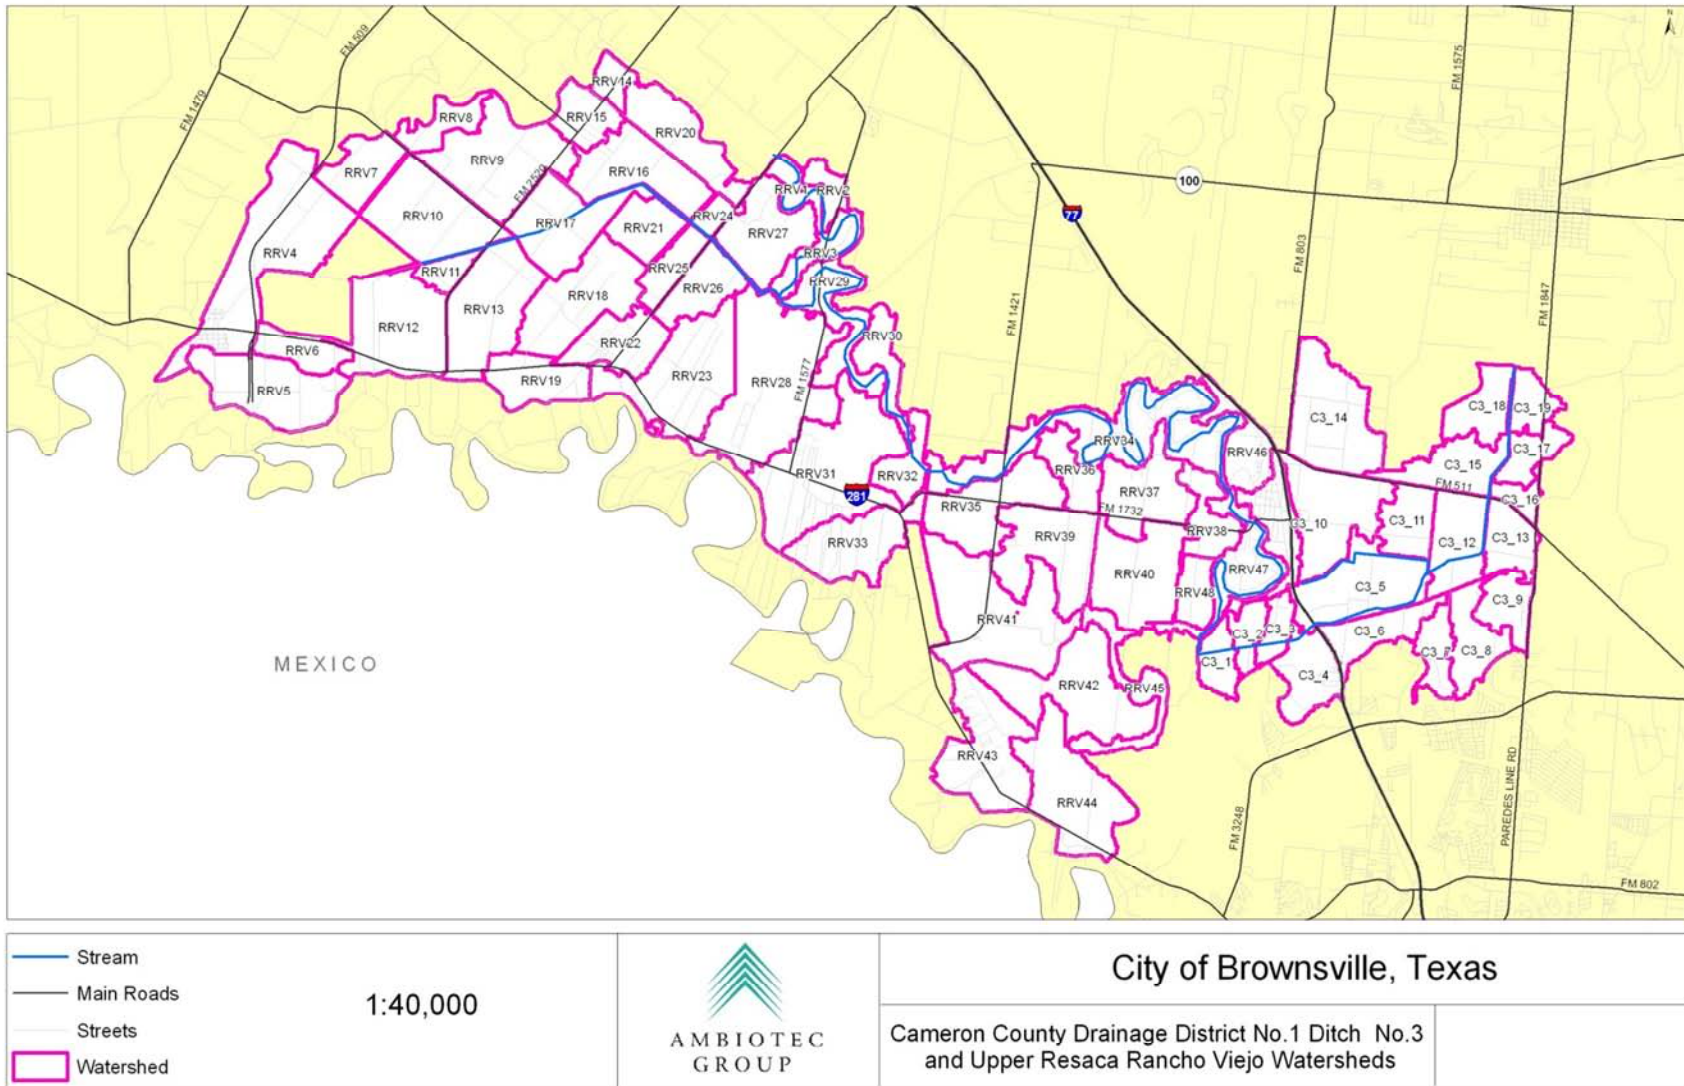 N
FM 509
FM 1479
FM 1575
RRV14
RRV8
RRV15
RRV20
RRV9
RRV7
FM 2520
RRV16
100
RRV1
RRV2
77
RRV10
RRV24
RRV17
RRV21
RRV27
RRV4
RRV3
FM 803
RRV11
RRV25
RRV29
RRV26
RRV18
RRV13
FM 1421
FM 1847
RRV12
RRV30
RRV6
RRV22
RRV23
RRV28
FM 1577
RRV19
RRV5
C3_18
C3_19
C3_14
RRV34
C3_17
RRV46
C3_15
RRV31
RRV32
RRV36
281
RRV37
FM 511
C3_16
RRV35
FM 1732
C3_10
C3_11
RRV38
RRV33
RRV39
C3_12
C3_13
RRV47
RRV40
C3_5
RRV48
C3_9
RRV41
C3_2
C3_3
C3_6
C3_7
C3_8
C3_1
MEXICO
C3_4
RRV42
RRV45
RRV43
RRV44
PAREDES LINE RD
FM 3248
FM 802
Stream
Main Roads
Streets
Watershed
1:40,000
AMBIOTEC
GROUP
City of Brownsville, Texas
Cameron County Drainage District No.1 Ditch No.3
and Upper Resaca Rancho Viejo Watersheds